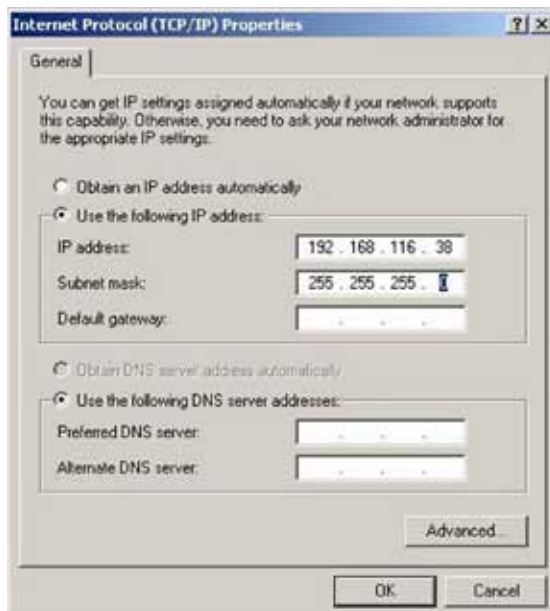 Internet Protocol (TCP/IP) Properties
General
You can get IP settings assigned automatically if your network supports
this capability. Otherwise, you need to ask your network administrator for
the appropriate IP settings.
Obtain an IP address automatically
Use the following IP address:
IP address: 192 . 168 . 116 . 38
Subnet mask: 255 . 255 . 255 . 0
Default gateway: . . .
Obtain DNS server address automatically
Use the following DNS server addresses:
Preferred DNS server: . . .
Alternate DNS server: . . .
Advanced...
OK Cancel